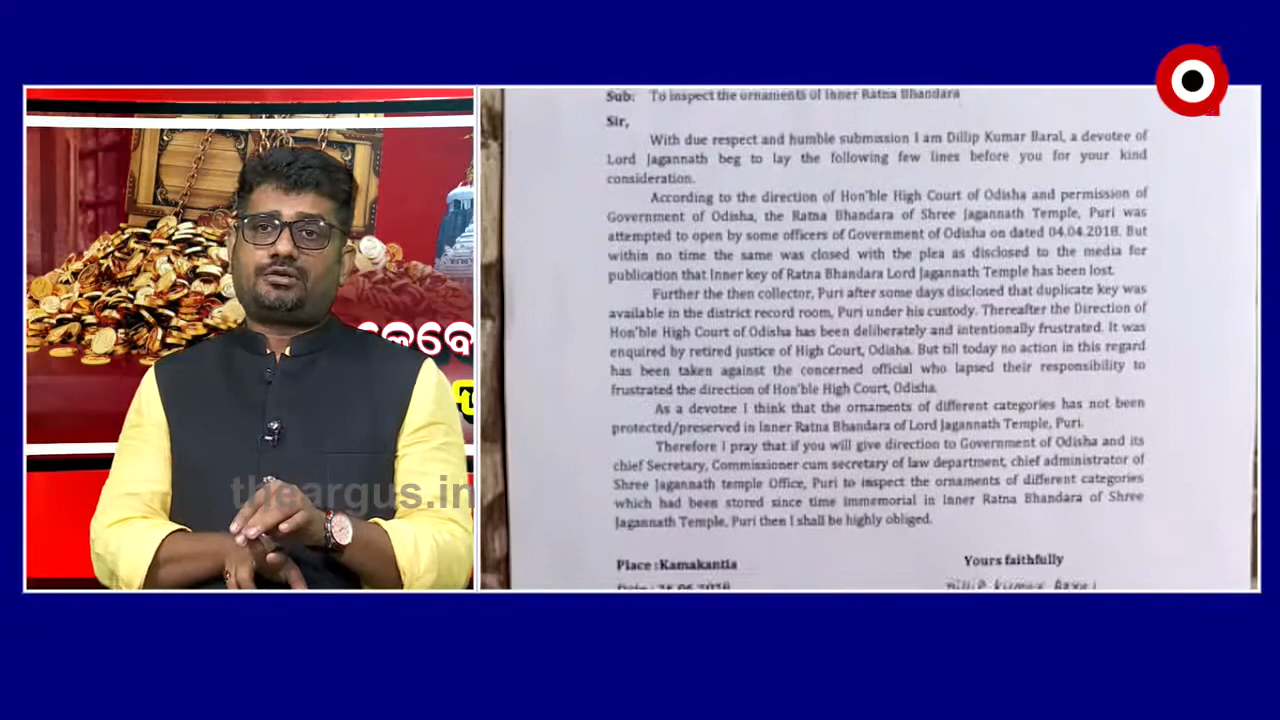 Sub: To inspect the ornaments of Inner Ratna Bhandara
Sir,
With due respect and humble submission I am Dillip Kumar Baral, a devotee of
Lord Jagannath beg to lay the following few lines before you for your kind
consideration.
According to the direction of Hon'ble High Court of Odisha and permission of
Government of Odisha, the Ratna Bhandara of Shree Jagannath Temple, Puri was
attempted to open by some officers of Government of Odisha on dated 04.04.2018. But
within no time the same was closed with the plea as disclosed to the media for
publication that Inner key of Ratna Bhandara Lord Jagannath Temple has been lost.
Further the then collector, Puri after some days disclosed that duplicate key was
available in the district record room, Puri under his custody. Thereafter the Direction of
Hon'ble High Court of Odisha has been deliberately and intentionally frustrated. It was
enquired by retired justice of High Court, Odisha. But till today no action in this regard
has been taken against the concerned official who lapsed their responsibility to
frustrated the direction of Hon'ble High Court, Odisha.
As a devotee I think that the ornaments of different categories has not been
protected/preserved in Inner Ratna Bhandara of Lord Jagannath Temple, Puri.
Therefore I pray that if you will give direction to Government of Odisha and its
chief Secretary, Commissioner cum secretary of law department, chief administrator of
Shree Jagannath temple Office, Puri to inspect the ornaments of different categories
which had been stored since time immemorial in Inner Ratna Bhandara of Shree
Jagannath Temple, Puri then I shall be highly obliged.
Place : Kamakantia
Yours faithfully
Dillip Kumar Baral
theargus.in